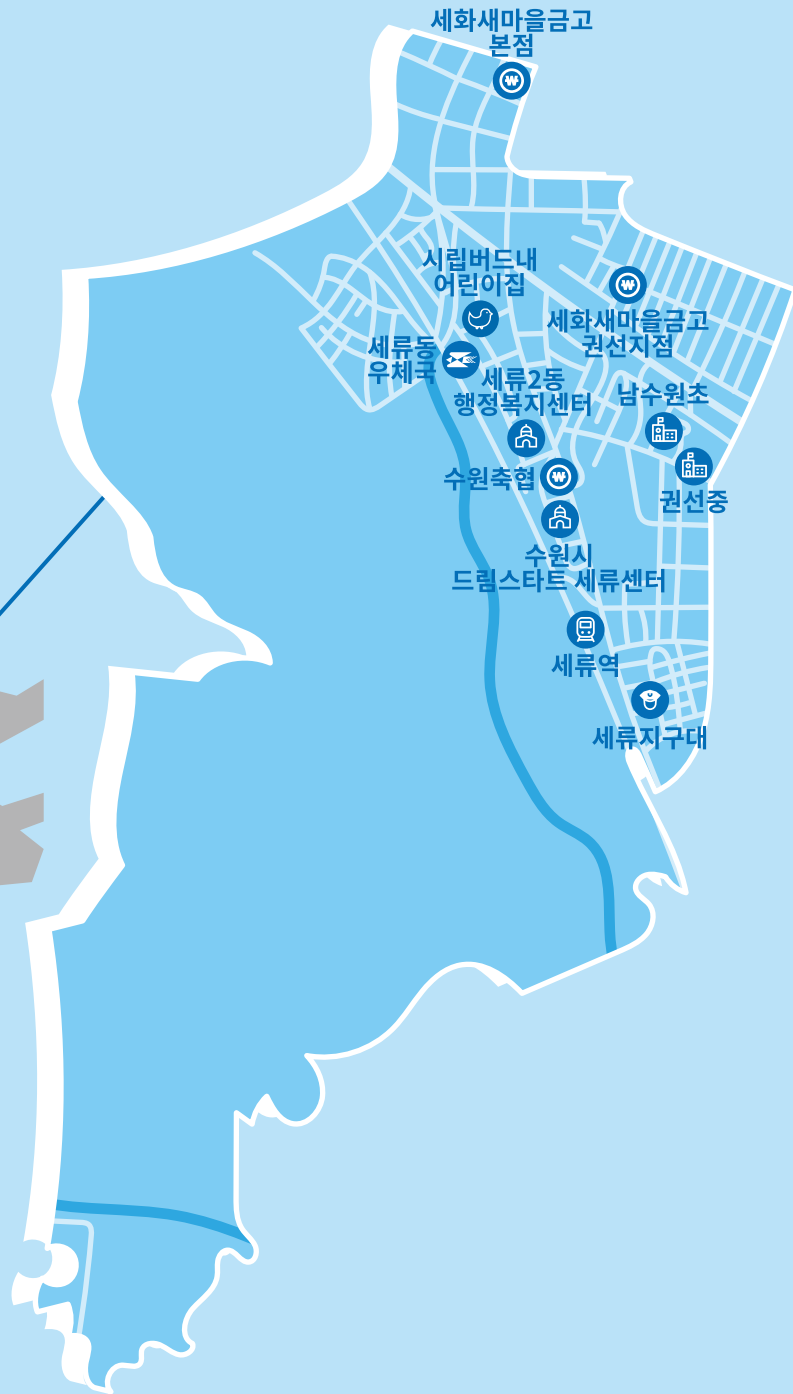 세화새마을금고
본점
시립버드내
어린이집
세화새마을금고
권선지점
세류동
우체국
세류2동
행정복지센터
남수원초
수원축협
권선중
수원시
드림스타트 세류센터
세류역
세류지구대